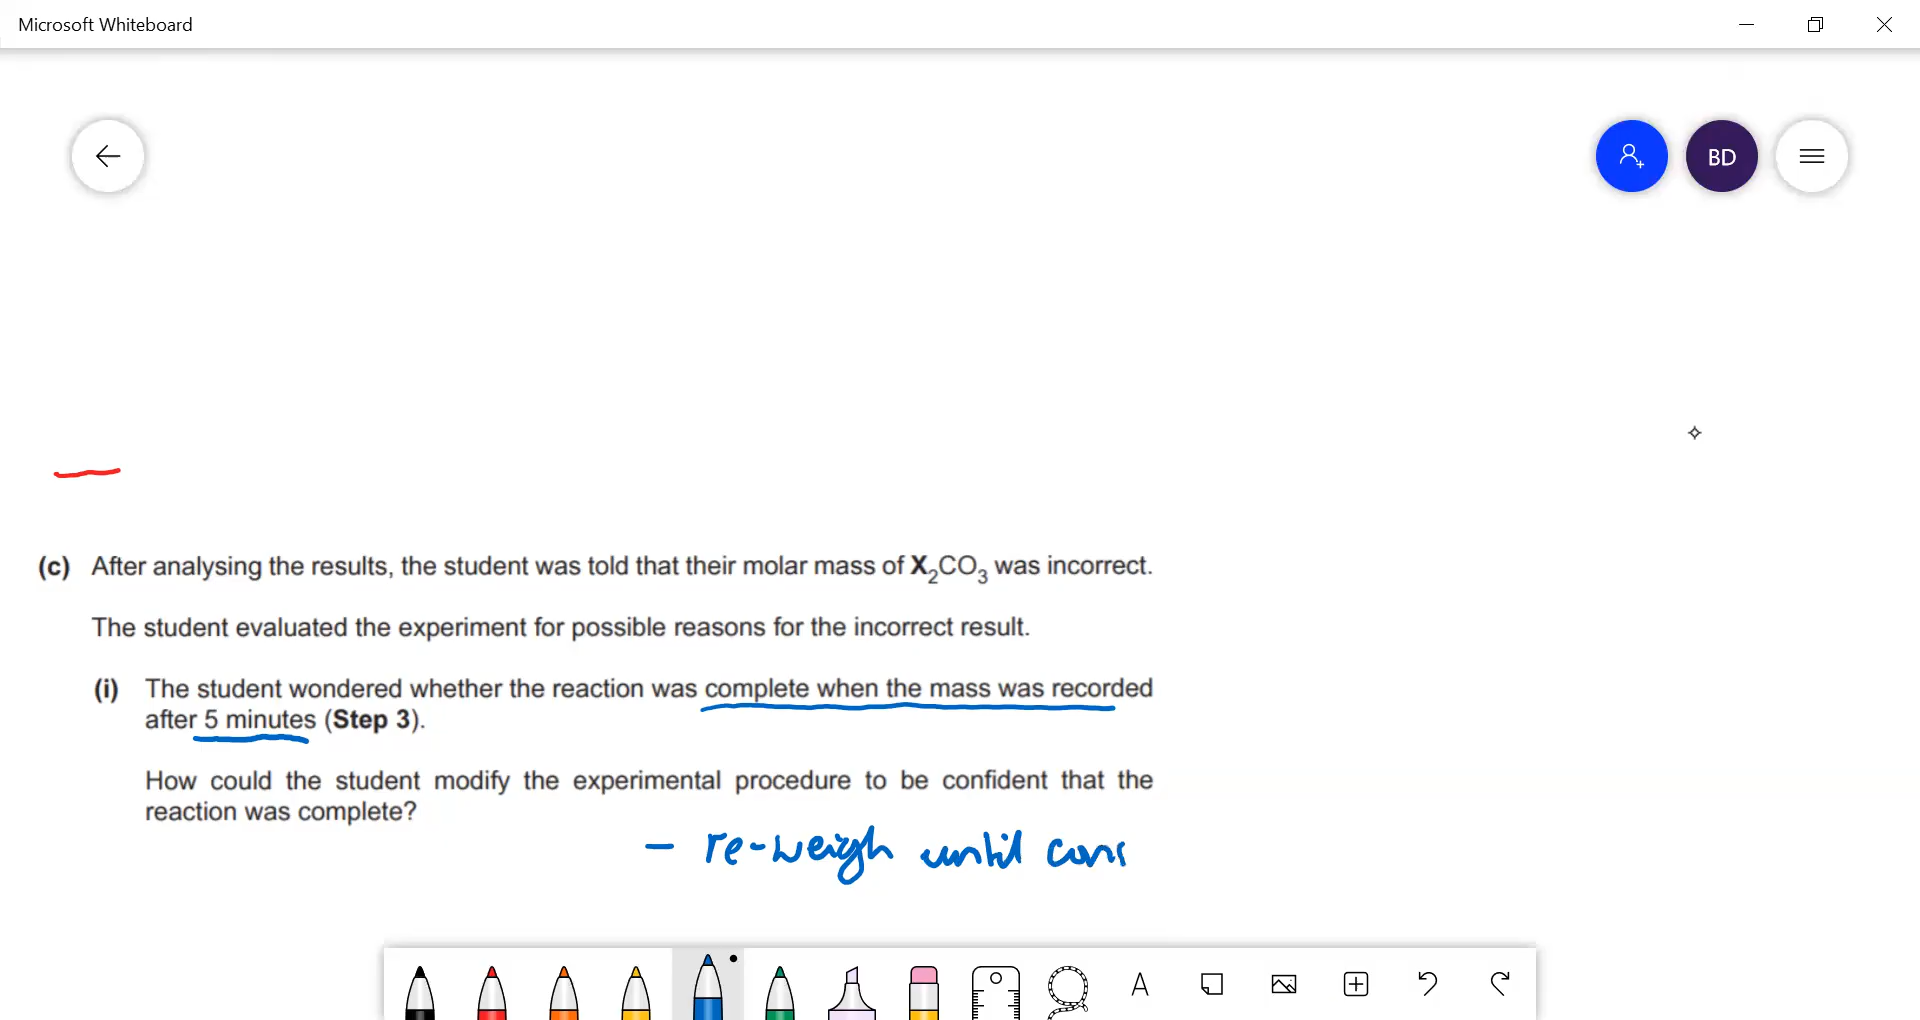 Microsoft Whiteboard
BD
(c) After analysing the results, the student was told that their molar mass of X₂CO₃ was incorrect.
The student evaluated the experiment for possible reasons for the incorrect result.
(i) The student wondered whether the reaction was complete when the mass was recorded
after 5 minutes (Step 3).
How could the student modify the experimental procedure to be confident that the
reaction was complete?
- re-weigh until cons
A